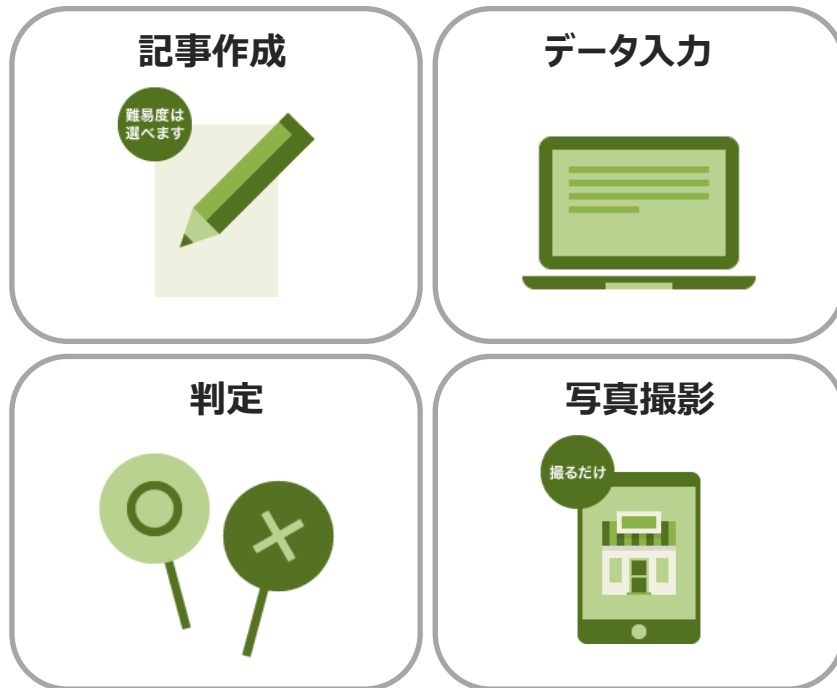 記事作成
難易度は
選べます
データ入力
判定
写真撮影
撮るだけ